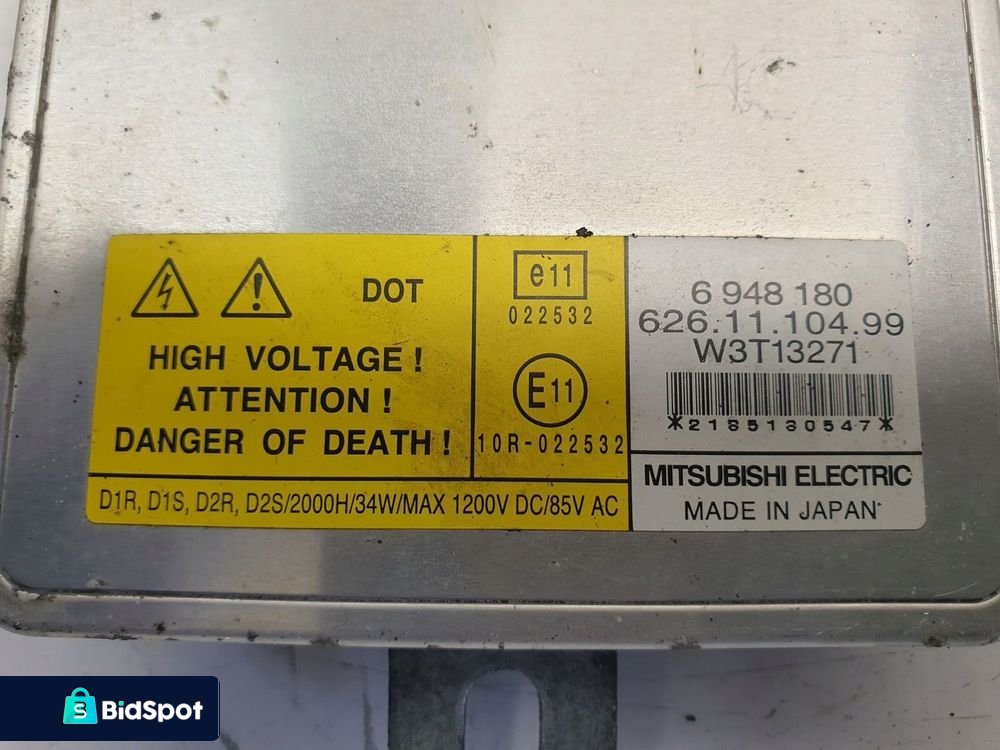 DOT
HIGH VOLTAGE !
ATTENTION !
DANGER OF DEATH !
D1R, D1S, D2R, D2S/2000H/34W/MAX 1200V DC/85V AC
e11
022532
E11
10R-022532
6 948 180
626.11.104.99
W3T13271
*2185130547*
MITSUBISHI ELECTRIC
MADE IN JAPAN
S BidSpot